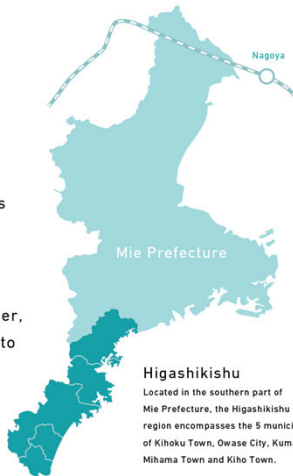 Nagoya
s
Mie Prefecture
er,
to
Higashikishu
Located in the southern part of
Mie Prefecture, the Higashikishu
region encompasses the 5 munici
of Kihoku Town, Owase City, Kum
Mihama Town and Kiho Town.